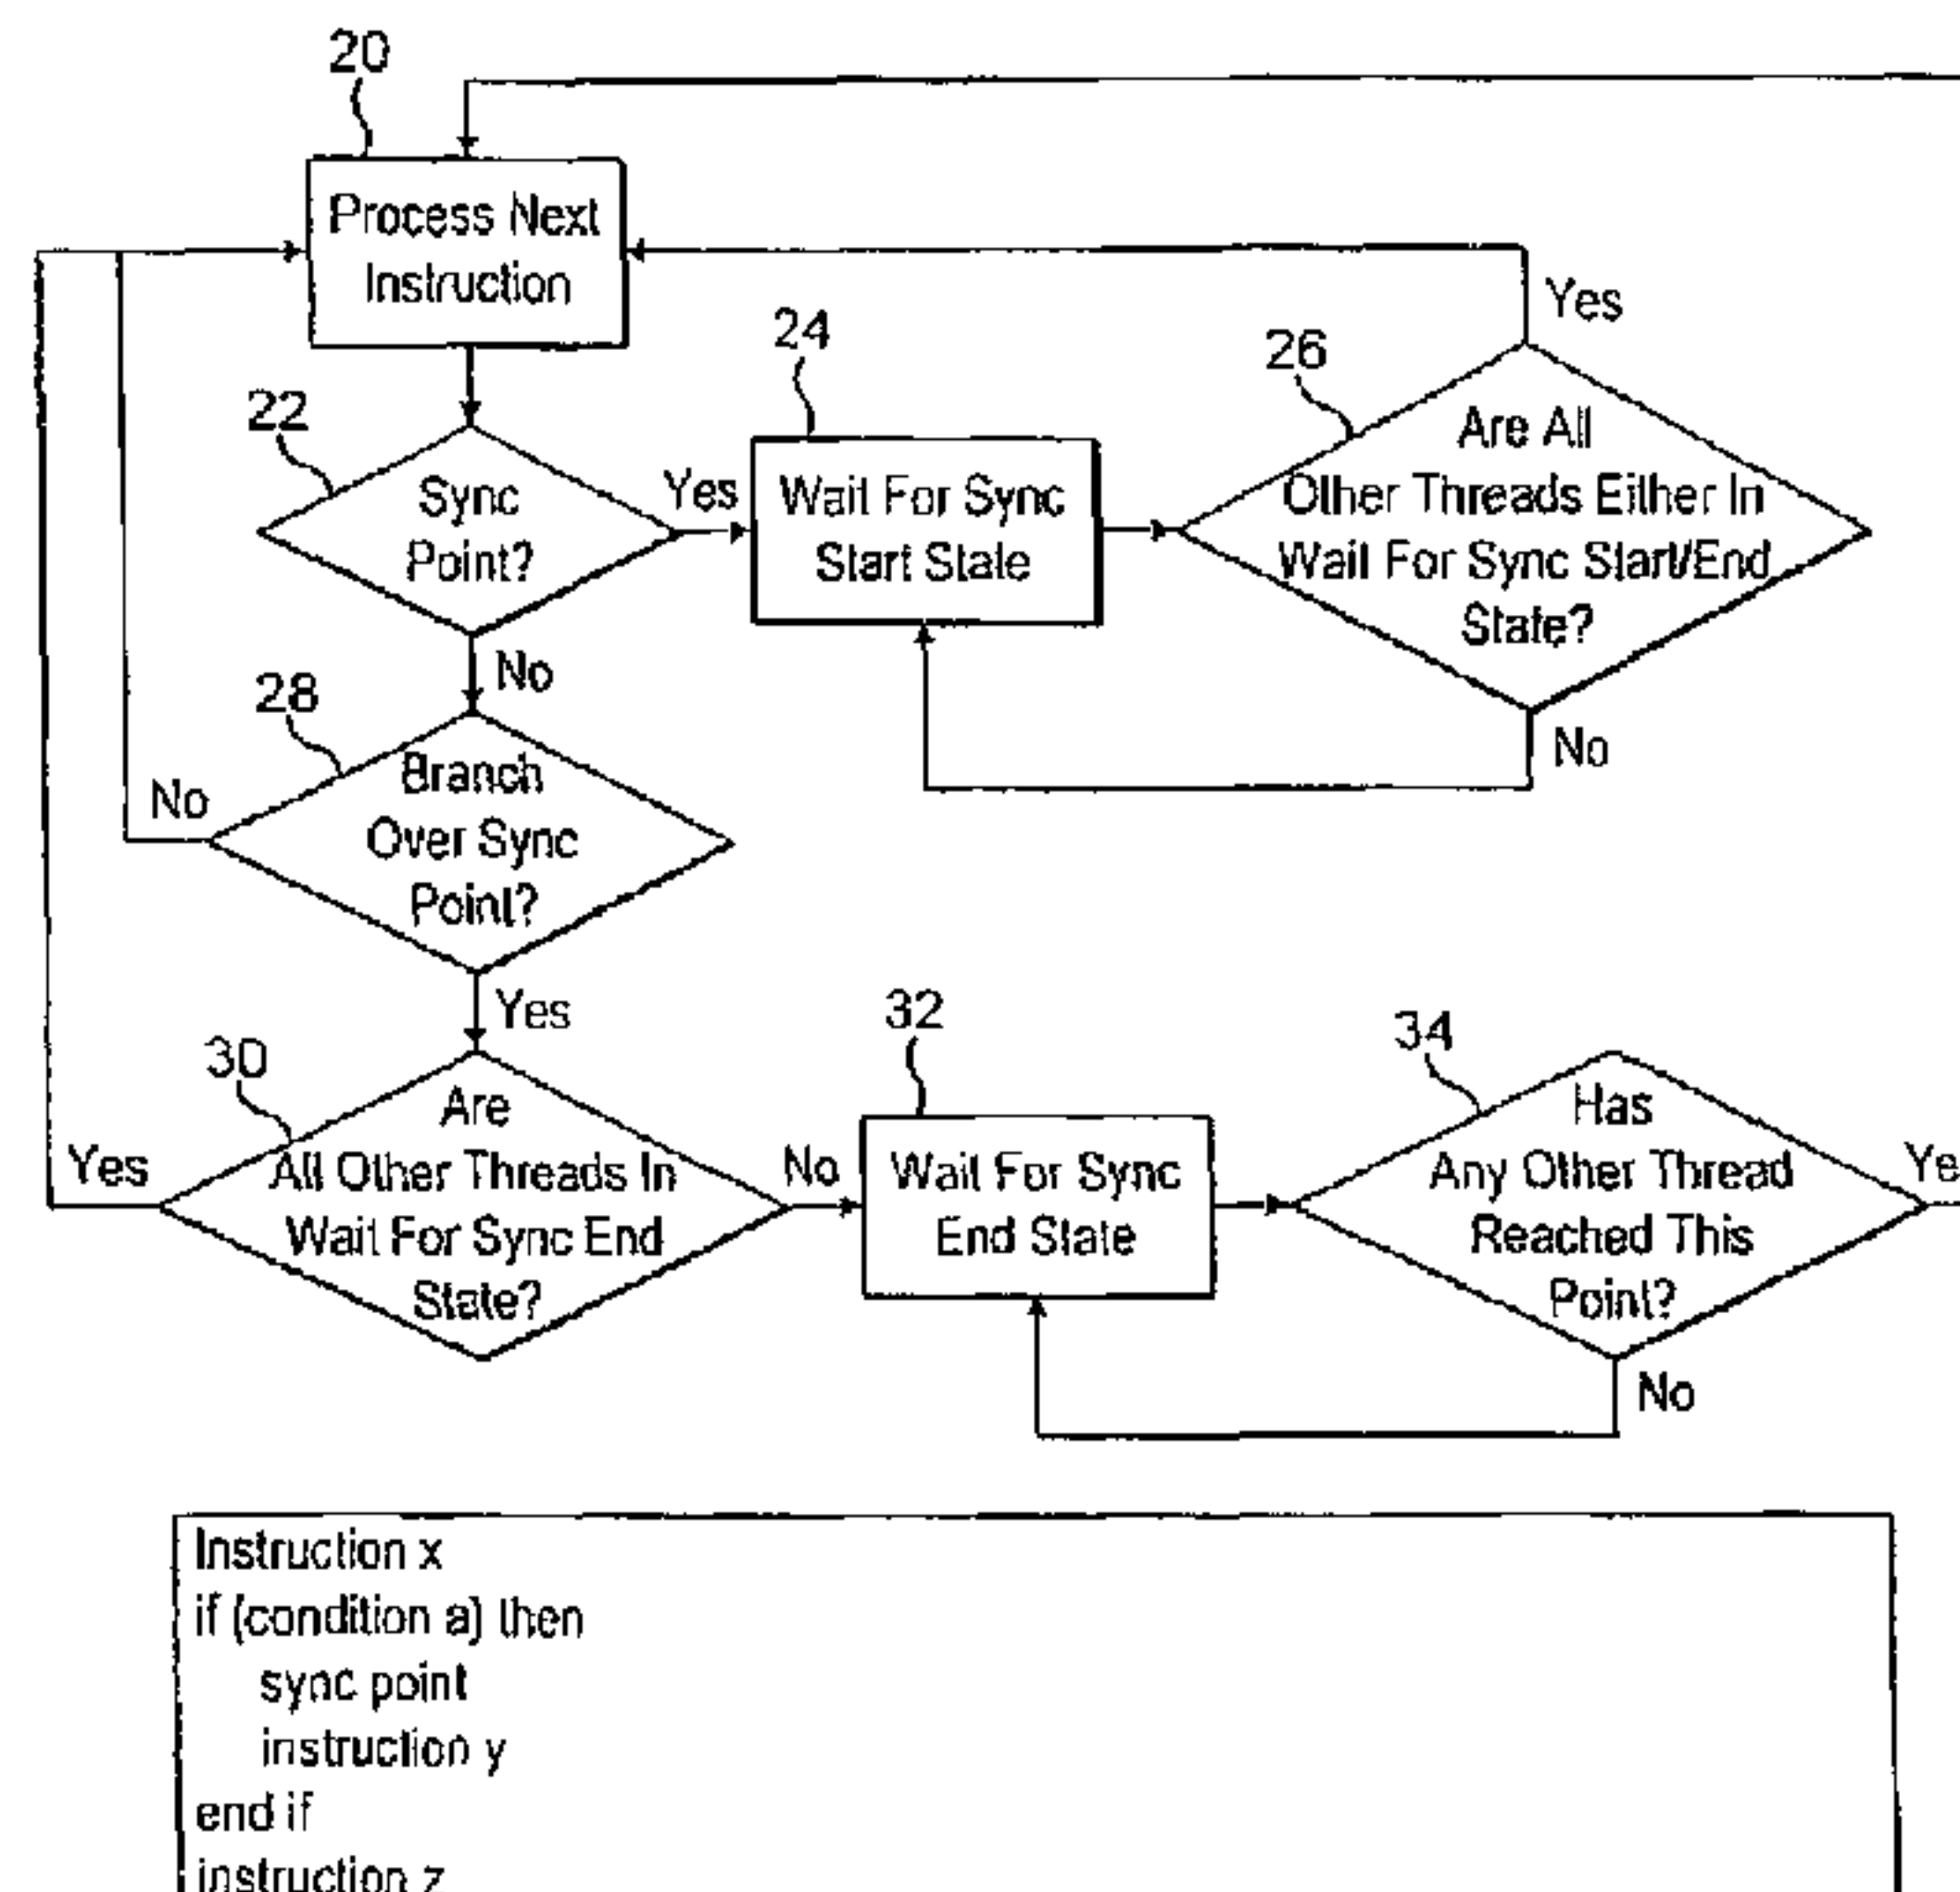 20
Process Next
Instruction
Yes
24
26
22
Are All
Sync
Point?
Yes
Wait For Sync
Start State
Other Threads Either In
Wait For Sync Start/End
State?
No
28
No
Branch
Over Sync
Point?
No
Yes
32
34
30
Are
All Other Threads In
Wait For Sync End
State?
Yes
No
Wait For Sync
End State
Has
Any Other Thread
Reached This
Point?
Ye
No
Instruction x
if (condition a) then
sync point
instruction y
end if
instruction z